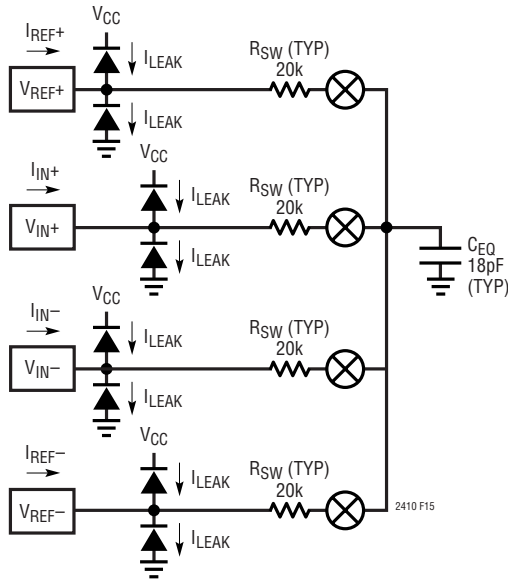 VCC
IREF+
VREF+
ILEAK
ILEAK
RSW (TYP)
20k
VCC
IIN+
VIN+
ILEAK
ILEAK
RSW (TYP)
20k
CEQ
18pF
(TYP)
VCC
IIN−
VIN−
ILEAK
ILEAK
RSW (TYP)
20k
VCC
IREF−
VREF−
ILEAK
ILEAK
RSW (TYP)
20k
2410 F15